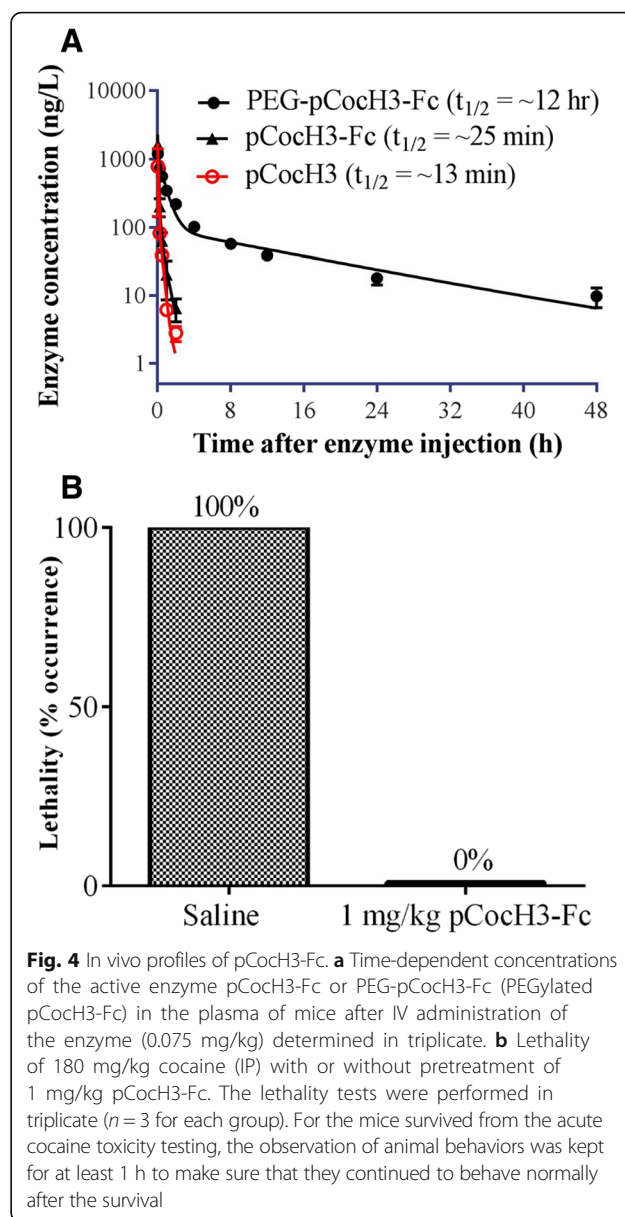 A
Enzyme concentration (ng/L)
10000
1000
100
10
1
PEG-pCocH3-Fc (t1/2 = ~12 hr)
pCocH3-Fc (t1/2 = ~25 min)
pCocH3 (t1/2 = ~13 min)
0 8 16 24 32 40 48
Time after enzyme injection (h)
B
Lethality (% occurrence)
100
50
0
100%
0%
Saline 1 mg/kg pCocH3-Fc
Fig. 4 In vivo profiles of pCocH3-Fc. a Time-dependent concentrations
of the active enzyme pCocH3-Fc or PEG-pCocH3-Fc (PEGylated
pCocH3-Fc) in the plasma of mice after IV administration of
the enzyme (0.075 mg/kg) determined in triplicate. b Lethality
of 180 mg/kg cocaine (IP) with or without pretreatment of
1 mg/kg pCocH3-Fc. The lethality tests were performed in
triplicate (n = 3 for each group). For the mice survived from the acute
cocaine toxicity testing, the observation of animal behaviors was kept
for at least 1 h to make sure that they continued to behave normally
after the survival